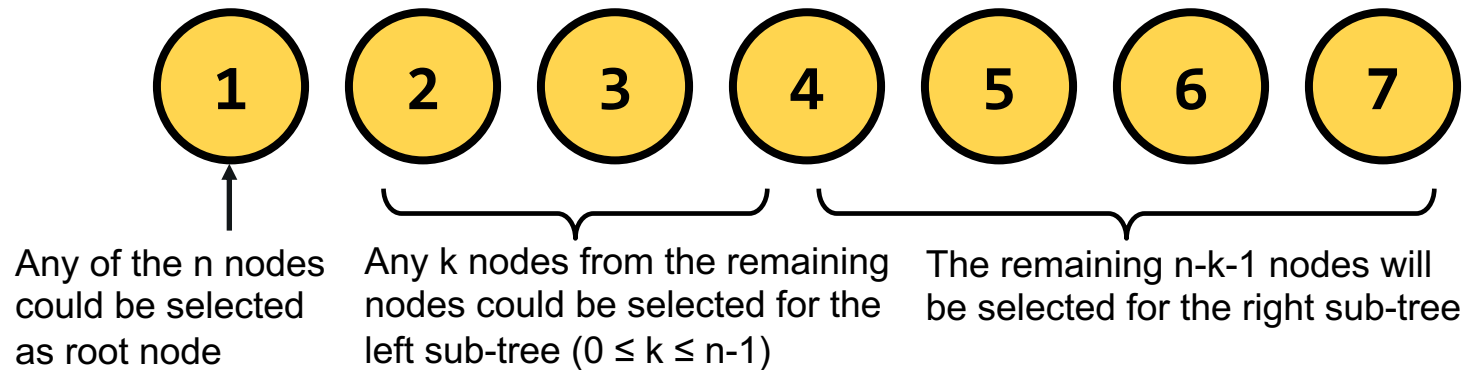 1 2 3 4 5 6 7
Any of the n nodes
could be selected
as root node
Any k nodes from the remaining
nodes could be selected for the
left sub-tree (0 ≤ k ≤ n-1)
The remaining n-k-1 nodes will
be selected for the right sub-tree